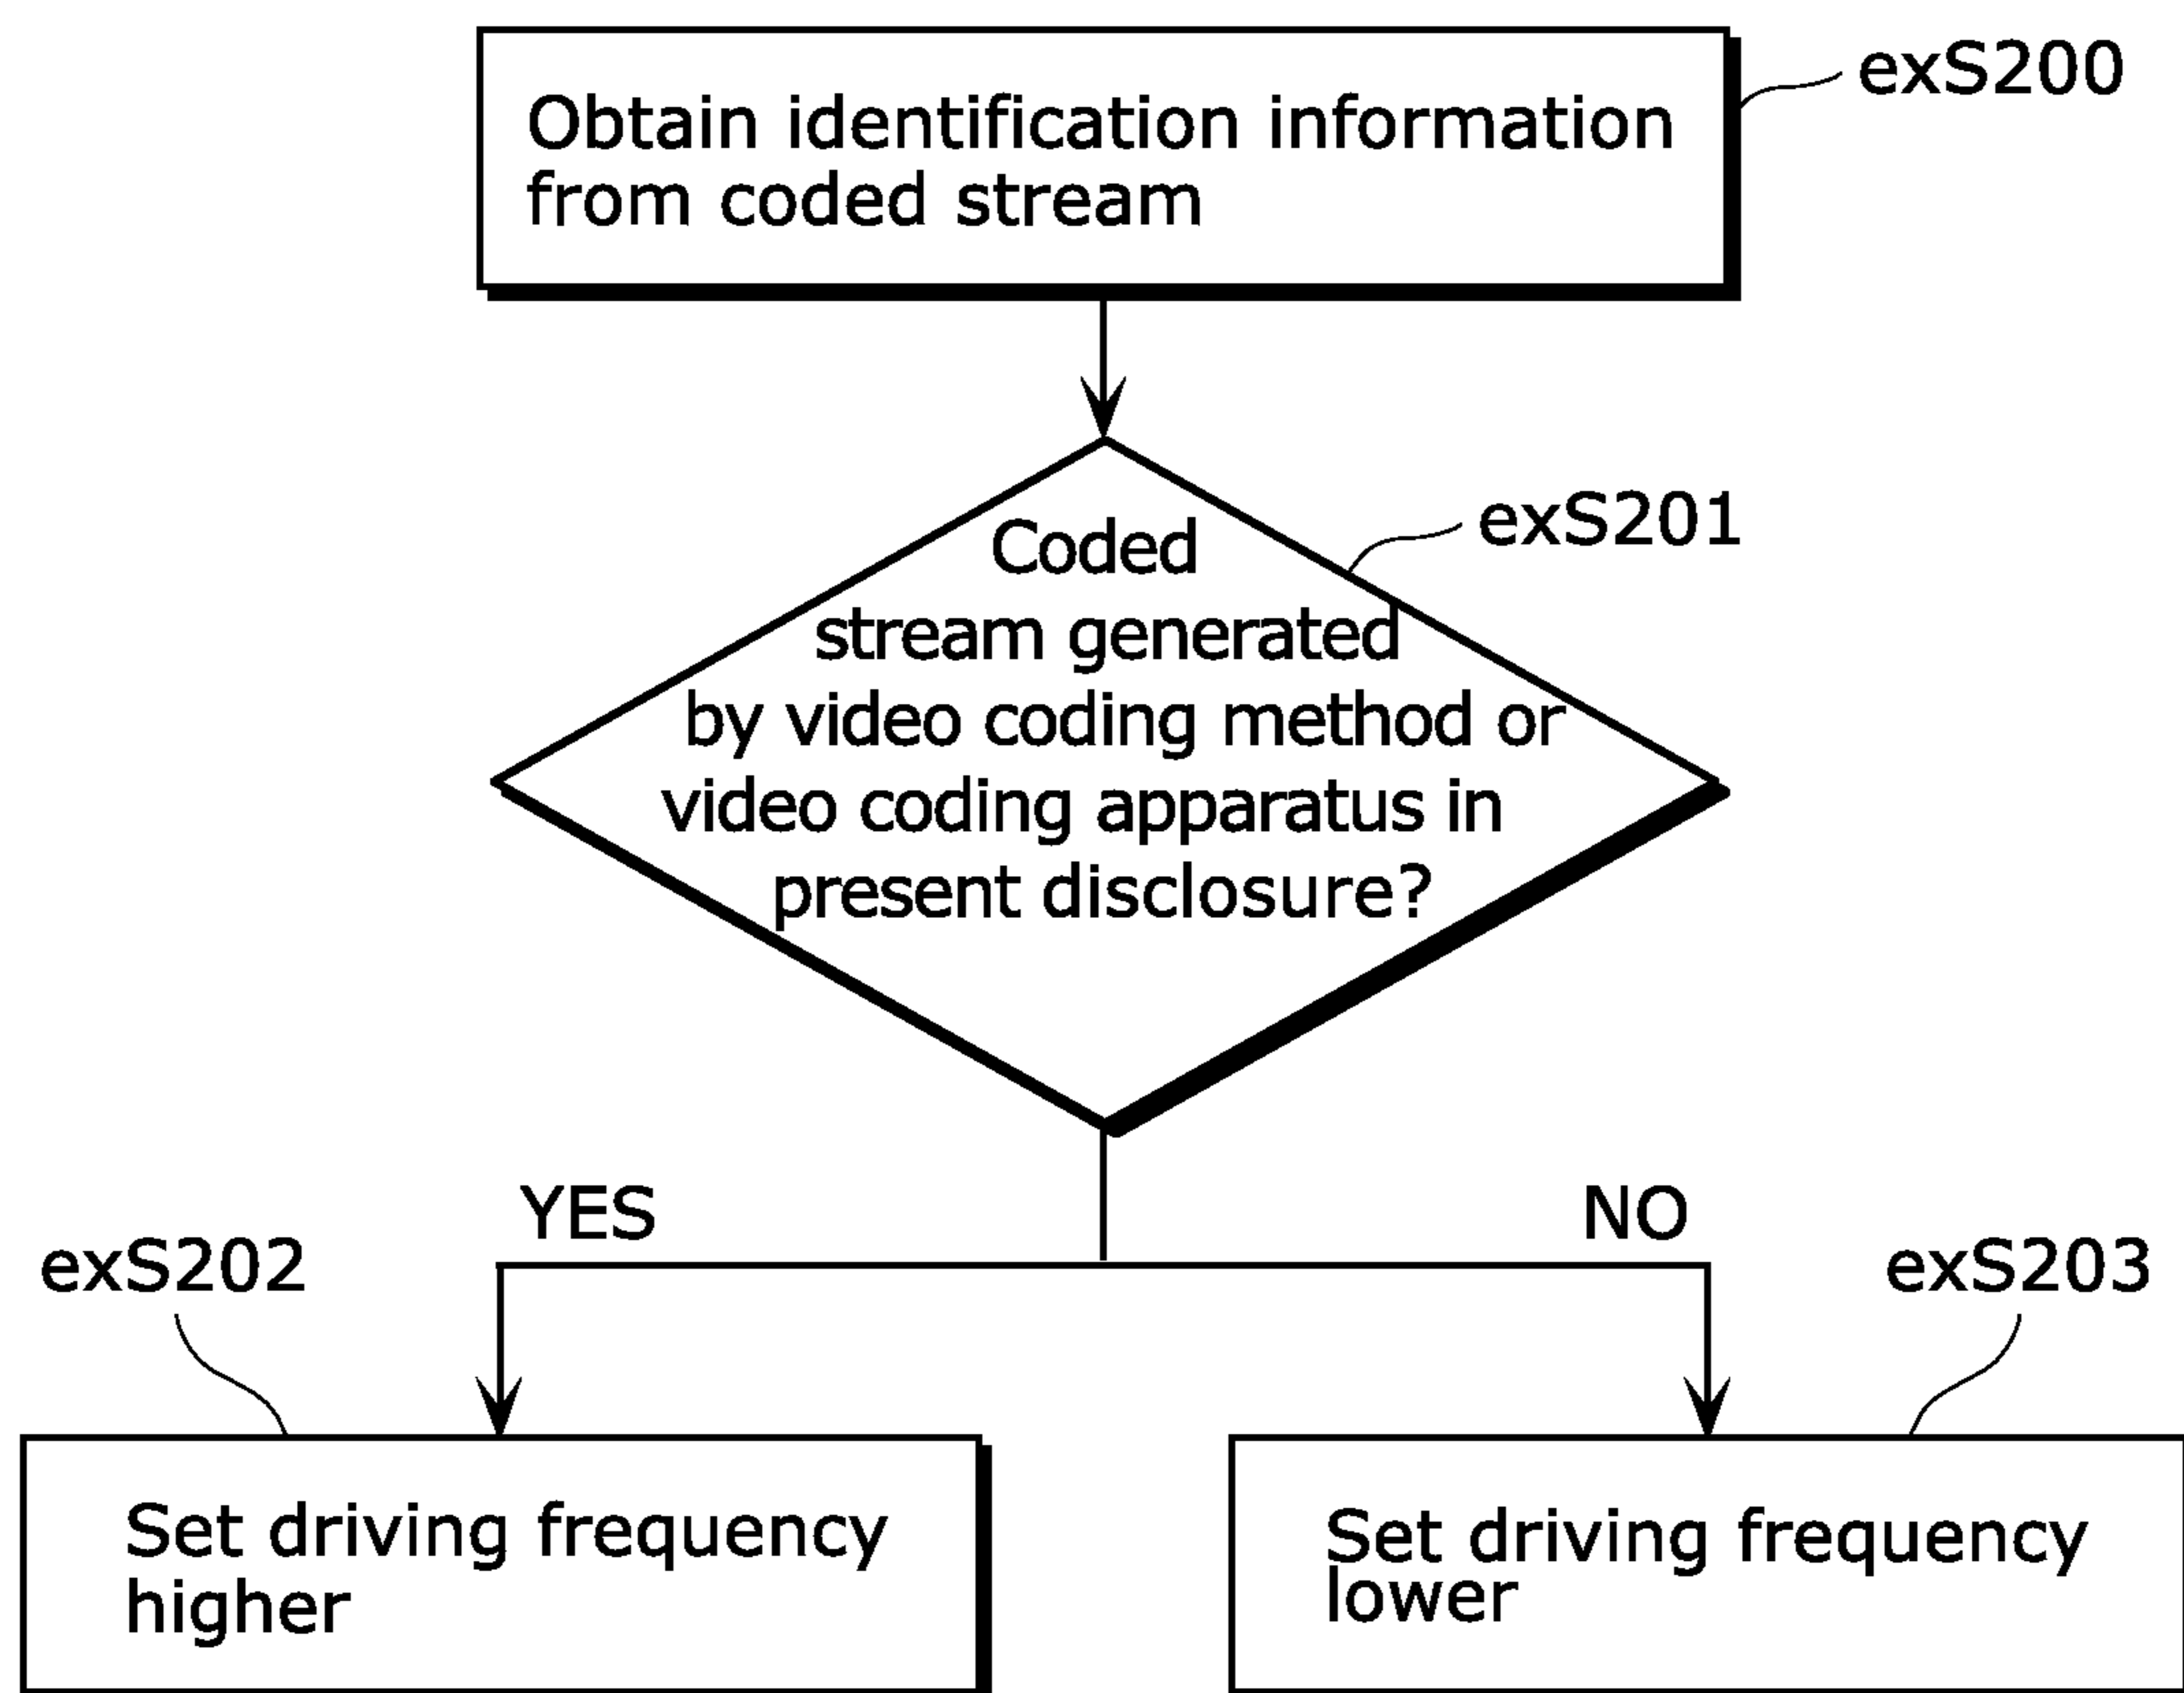 Obtain identification information
from coded stream
exS200
Coded
stream generated
by video coding method or
video coding apparatus in
present disclosure?
exS201
YES
NO
exS202
exS203
Set driving frequency
higher
Set driving frequency
lower